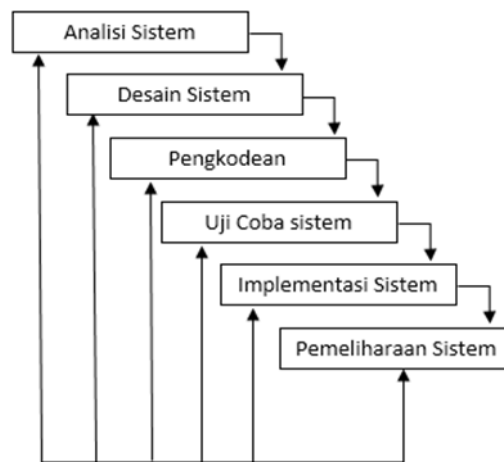 Analisi Sistem
Desain Sistem
Pengkodean
Uji Coba sistem
Implementasi Sistem
Pemeliharaan Sistem